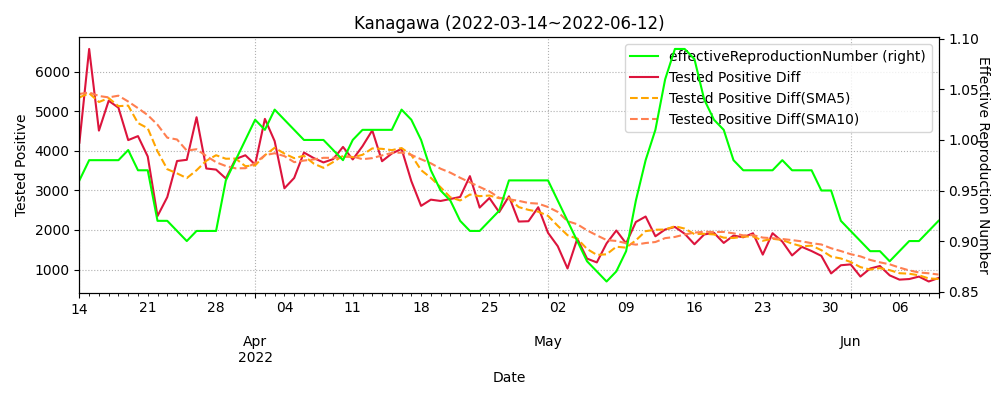 Kanagawa (2022-03-14~2022-06-12)
effectiveReproductionNumber (right)
Tested Positive Diff
Tested Positive Diff(SMA5)
Tested Positive Diff(SMA10)
Tested Positive
6000
5000
4000
3000
2000
1000
Effective Reproduction Number
1.10
1.05
1.00
0.95
0.90
0.85
14 21 28 04 11 18 25 02 09 16 23 30 06
Apr May Jun
2022
Date